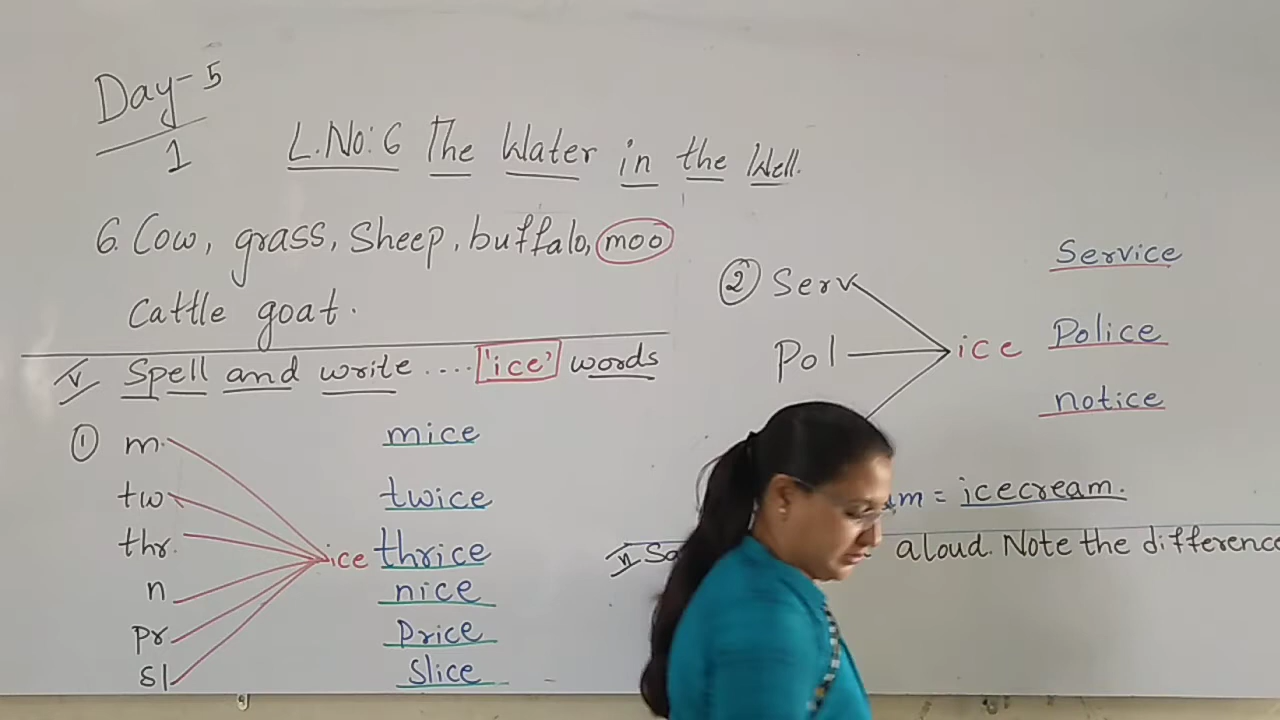 Day-5
1
L.No:6 The Water in the Well.
6. Cow, grass, Sheep, buffalo, moo
Cattle goat.
V Spell and write .... 'ice' words
① m
tw
thr
n
pr
sl
ice
mice
twice
thrice
nice
Price
Slice
② Serv
Pol
ice
Service
Police
notice
m = icecream.
VI aloud. Note the difference